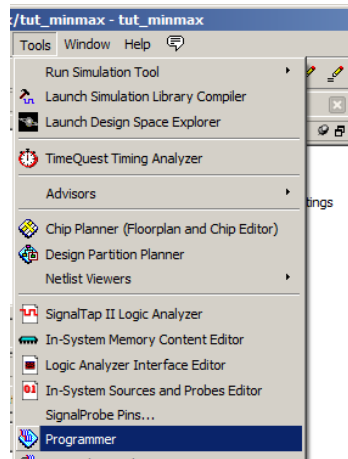 /tut_minmax - tut_minmax
Tools Window Help
Run Simulation Tool
Launch Simulation Library Compiler
Launch Design Space Explorer
TimeQuest Timing Analyzer
Advisors
tings
Chip Planner (Floorplan and Chip Editor)
Design Partition Planner
Netlist Viewers
SignalTap II Logic Analyzer
In-System Memory Content Editor
Logic Analyzer Interface Editor
In-System Sources and Probes Editor
SignalProbe Pins...
Programmer